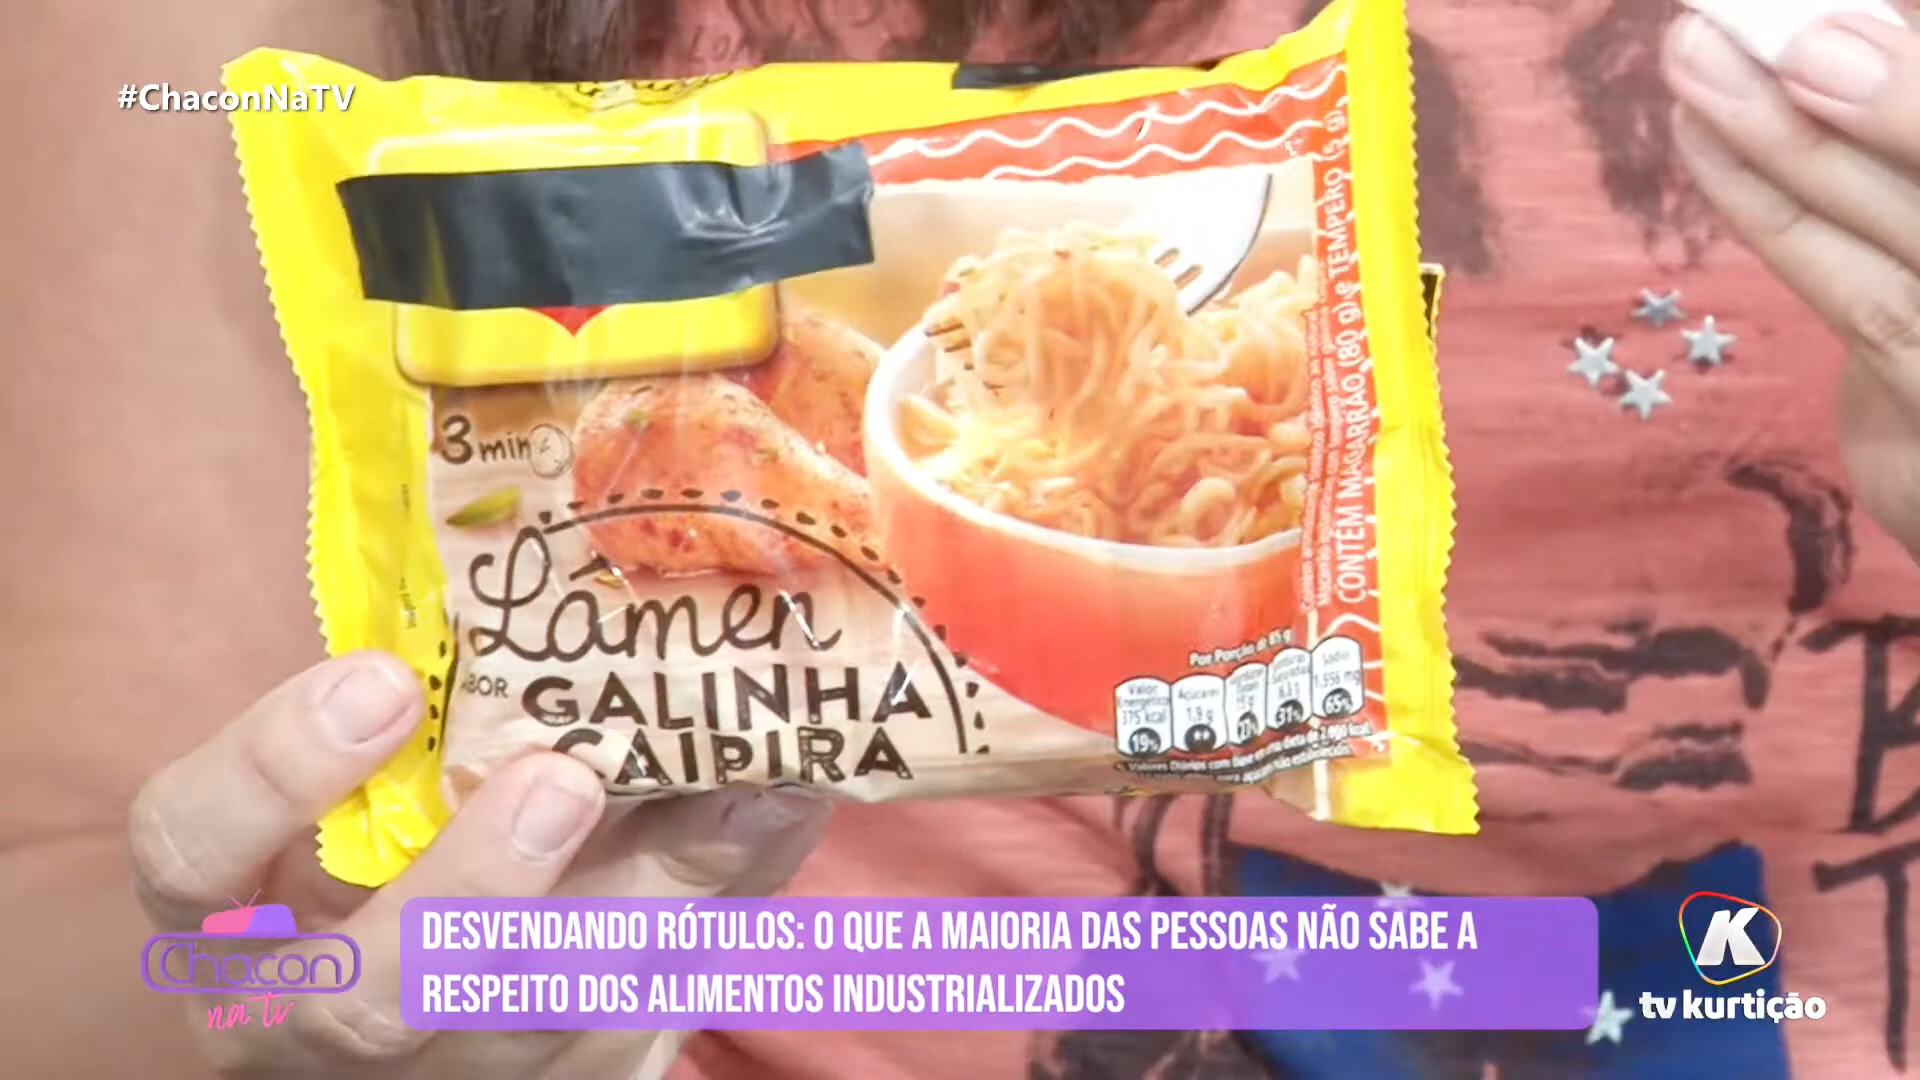 #ChaconNaTV
3 min
Lámen
GALINHA
CAIPIRA
CONTÉM MACARRÃO (80 g) e TEMPERO (5 g)
Por Porção de 85 g
Valor
Energético
375 kcal
19%
Açúcares
1,9 g
31%
Sódio
1.556 mg
65%
DESVENDANDO RÓTULOS: O QUE A MAIORIA DAS PESSOAS NÃO SABE A
RESPEITO DOS ALIMENTOS INDUSTRIALIZADOS
Chacon
na tv
K
tv kurtição